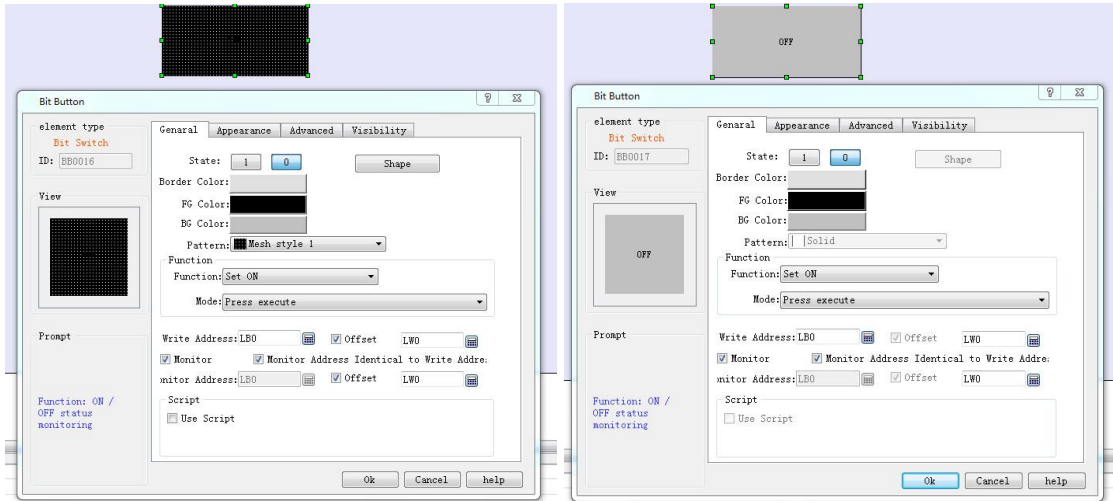 Bit Button
element type
Bit Switch
ID: BB0016
View
Prompt
Function: ON /
OFF status
monitoring
Genaral Appearance Advanced Visibility
State: 1 0 Shape
Border Color:
FG Color:
BG Color:
Pattern: Mesh style 1
Function
Function: Set ON
Mode: Press execute
Write Address: LB0 Offset LW0
Monitor Monitor Address Identical to Write Addre
onitor Address: LB0 Offset LW0
Script
Use Script
Ok Cancel help
OFF
Bit Button
element type
Bit Switch
ID: BB0017
View
OFF
Prompt
Function: ON /
OFF status
monitoring
Genaral Appearance Advanced Visibility
State: 1 0 Shape
Border Color:
FG Color:
BG Color:
Pattern: Solid
Function
Function: Set ON
Mode: Press execute
Write Address: LB0 Offset LW0
Monitor Monitor Address Identical to Write Addre
onitor Address: LB0 Offset LW0
Script
Use Script
Ok Cancel help